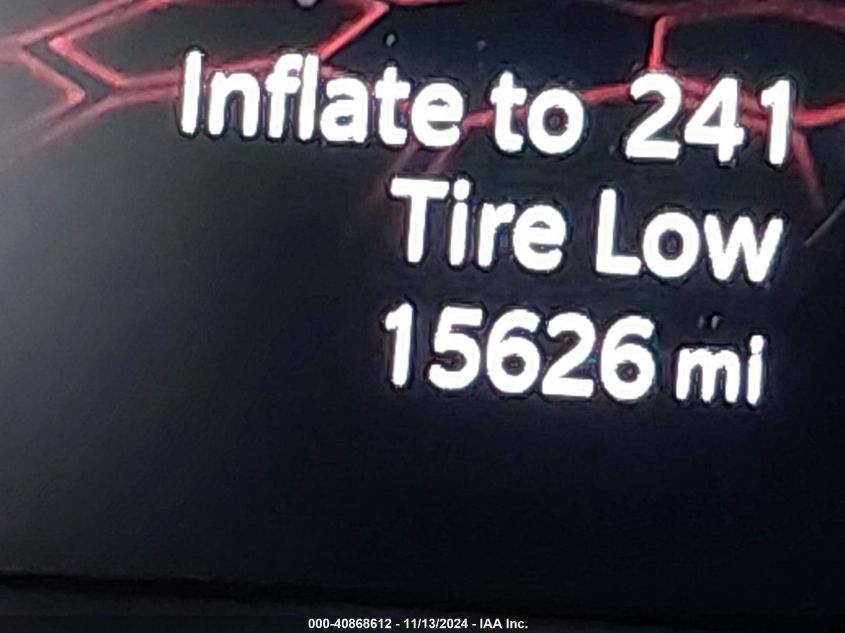 Inflate to 241
Tire Low
15626 mi
000-40868612 - 11/13/2024 - IAA Inc.